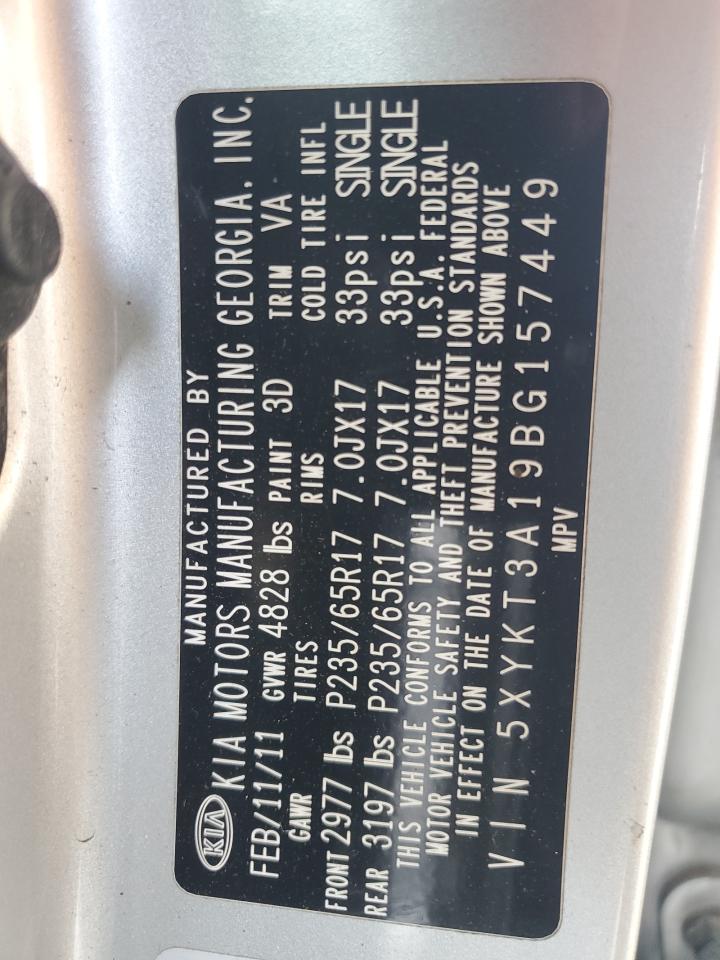 MANUFACTURED BY
KIA KIA MOTORS MANUFACTURING GEORGIA, INC.
FEB/11/11 GVWR 4828 lbs PAINT 3D TRIM VA
GAWR TIRES RIMS COLD TIRE INFL
FRONT 2977 lbs P235/65R17 7.0JX17 33psi SINGLE
REAR 3197 lbs P235/65R17 7.0JX17 33psi SINGLE
THIS VEHICLE CONFORMS TO ALL APPLICABLE U.S.A. FEDERAL
MOTOR VEHICLE SAFETY AND THEFT PREVENTION STANDARDS
IN EFFECT ON THE DATE OF MANUFACTURE SHOWN ABOVE
VIN 5XYKT3A19BG157449
MPV